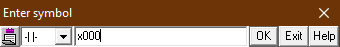 Enter symbol
-| |- x000 OK Exit Help